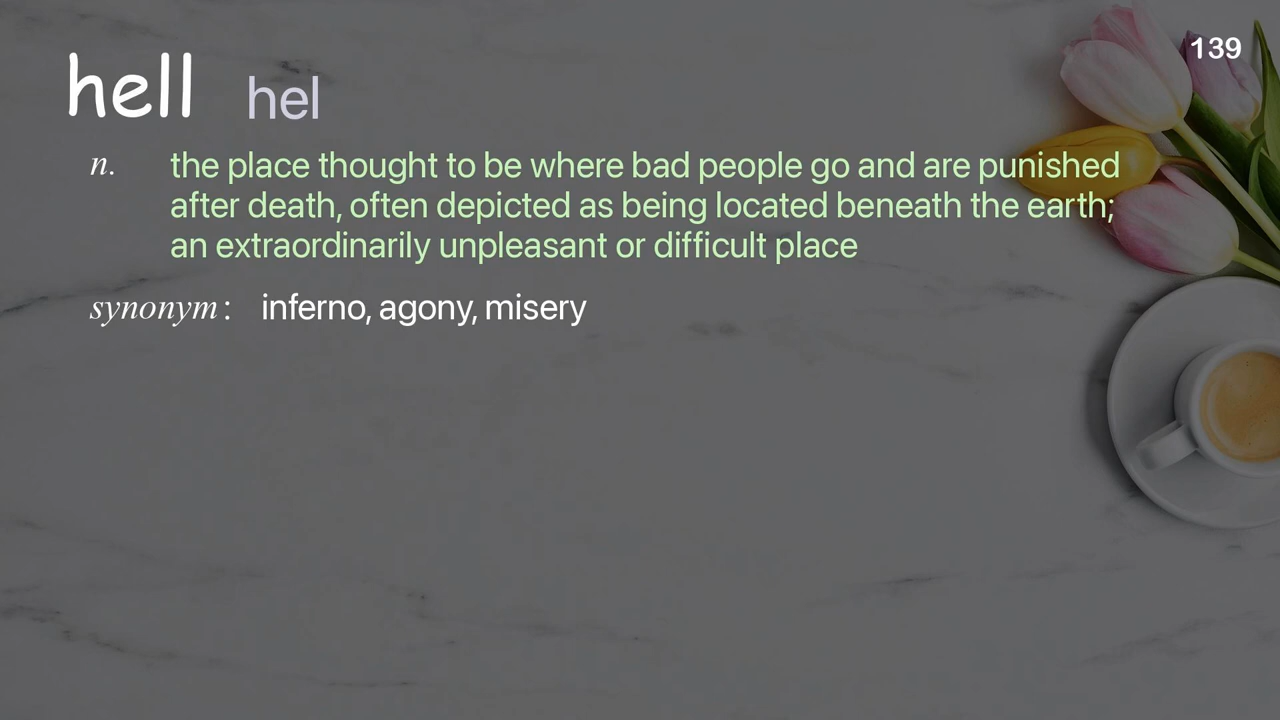 139
hell hel
n. the place thought to be where bad people go and are punished
after death, often depicted as being located beneath the earth;
an extraordinarily unpleasant or difficult place
synonym: inferno, agony, misery